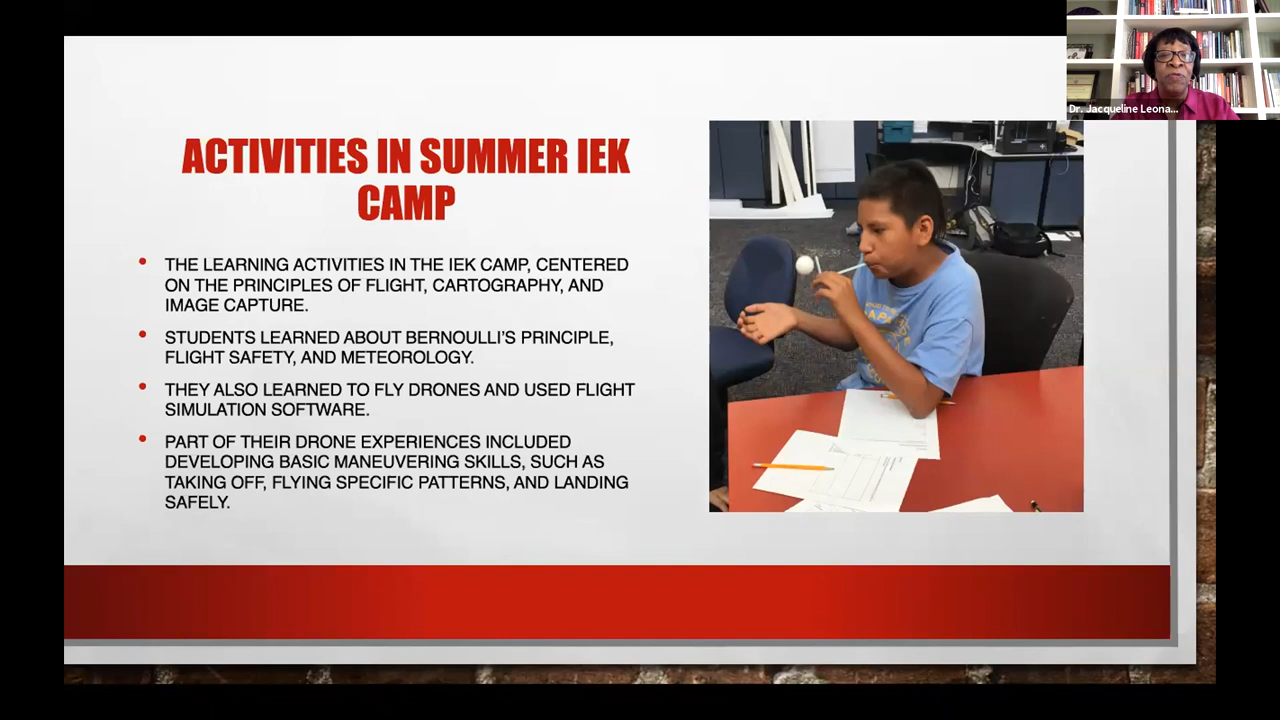 Dr. Jacqueline Leona...
ACTIVITIES IN SUMMER IEK
CAMP
• THE LEARNING ACTIVITIES IN THE IEK CAMP, CENTERED
ON THE PRINCIPLES OF FLIGHT, CARTOGRAPHY, AND
IMAGE CAPTURE.
• STUDENTS LEARNED ABOUT BERNOULLI'S PRINCIPLE,
FLIGHT SAFETY, AND METEOROLOGY.
• THEY ALSO LEARNED TO FLY DRONES AND USED FLIGHT
SIMULATION SOFTWARE.
• PART OF THEIR DRONE EXPERIENCES INCLUDED
DEVELOPING BASIC MANEUVERING SKILLS, SUCH AS
TAKING OFF, FLYING SPECIFIC PATTERNS, AND LANDING
SAFELY.